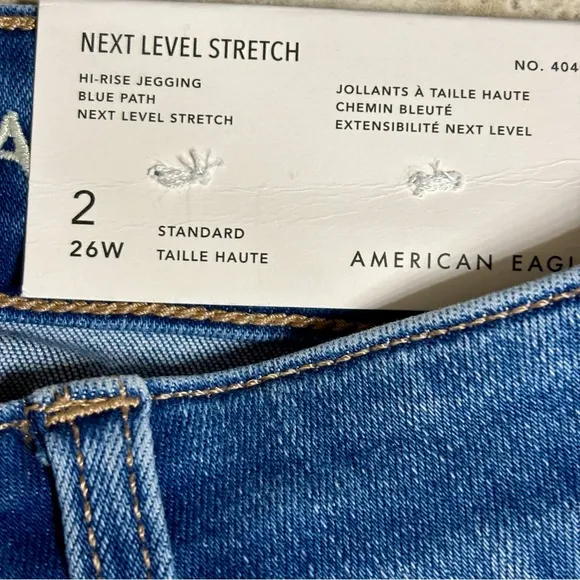 NEXT LEVEL STRETCH
NO. 404
HI-RISE JEGGING
BLUE PATH
NEXT LEVEL STRETCH
JOLLANTS À TAILLE HAUTE
CHEMIN BLEUTÉ
EXTENSIBILITÉ NEXT LEVEL
A
2
26W
STANDARD
TAILLE HAUTE
AMERICAN EAGL